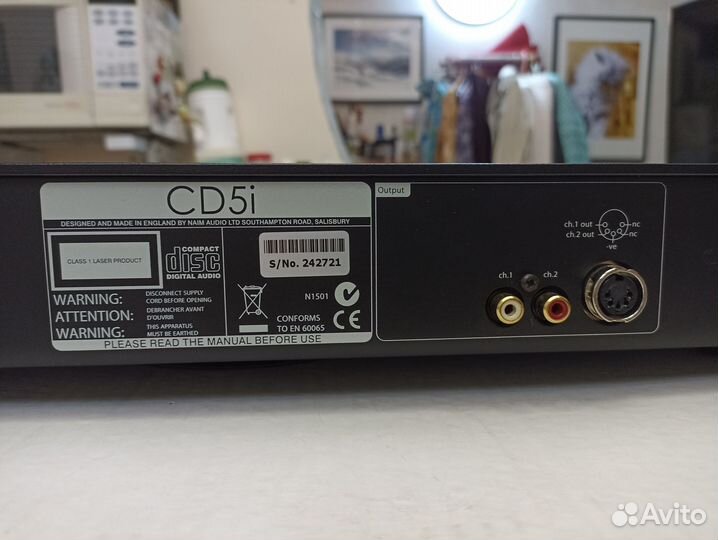 CD5i
DESIGNED AND MADE IN ENGLAND BY NAIM AUDIO LTD SOUTHAMPTON ROAD, SALISBURY
CLASS 1 LASER PRODUCT
COMPACT
disc
DIGITAL AUDIO
S/No. 242721
WARNING: DISCONNECT SUPPLY
CORD BEFORE OPENING
ATTENTION: DEBRANCHER AVANT
D'OUVRIR
WARNING: THIS APPARATUS
MUST BE EARTHED
N1501
CONFORMS
TO EN 60065
CE
PLEASE READ THE MANUAL BEFORE USE
Output
ch.1 out
nc
ch.2 out
nc
-ve
ch.1
ch.2
Avito